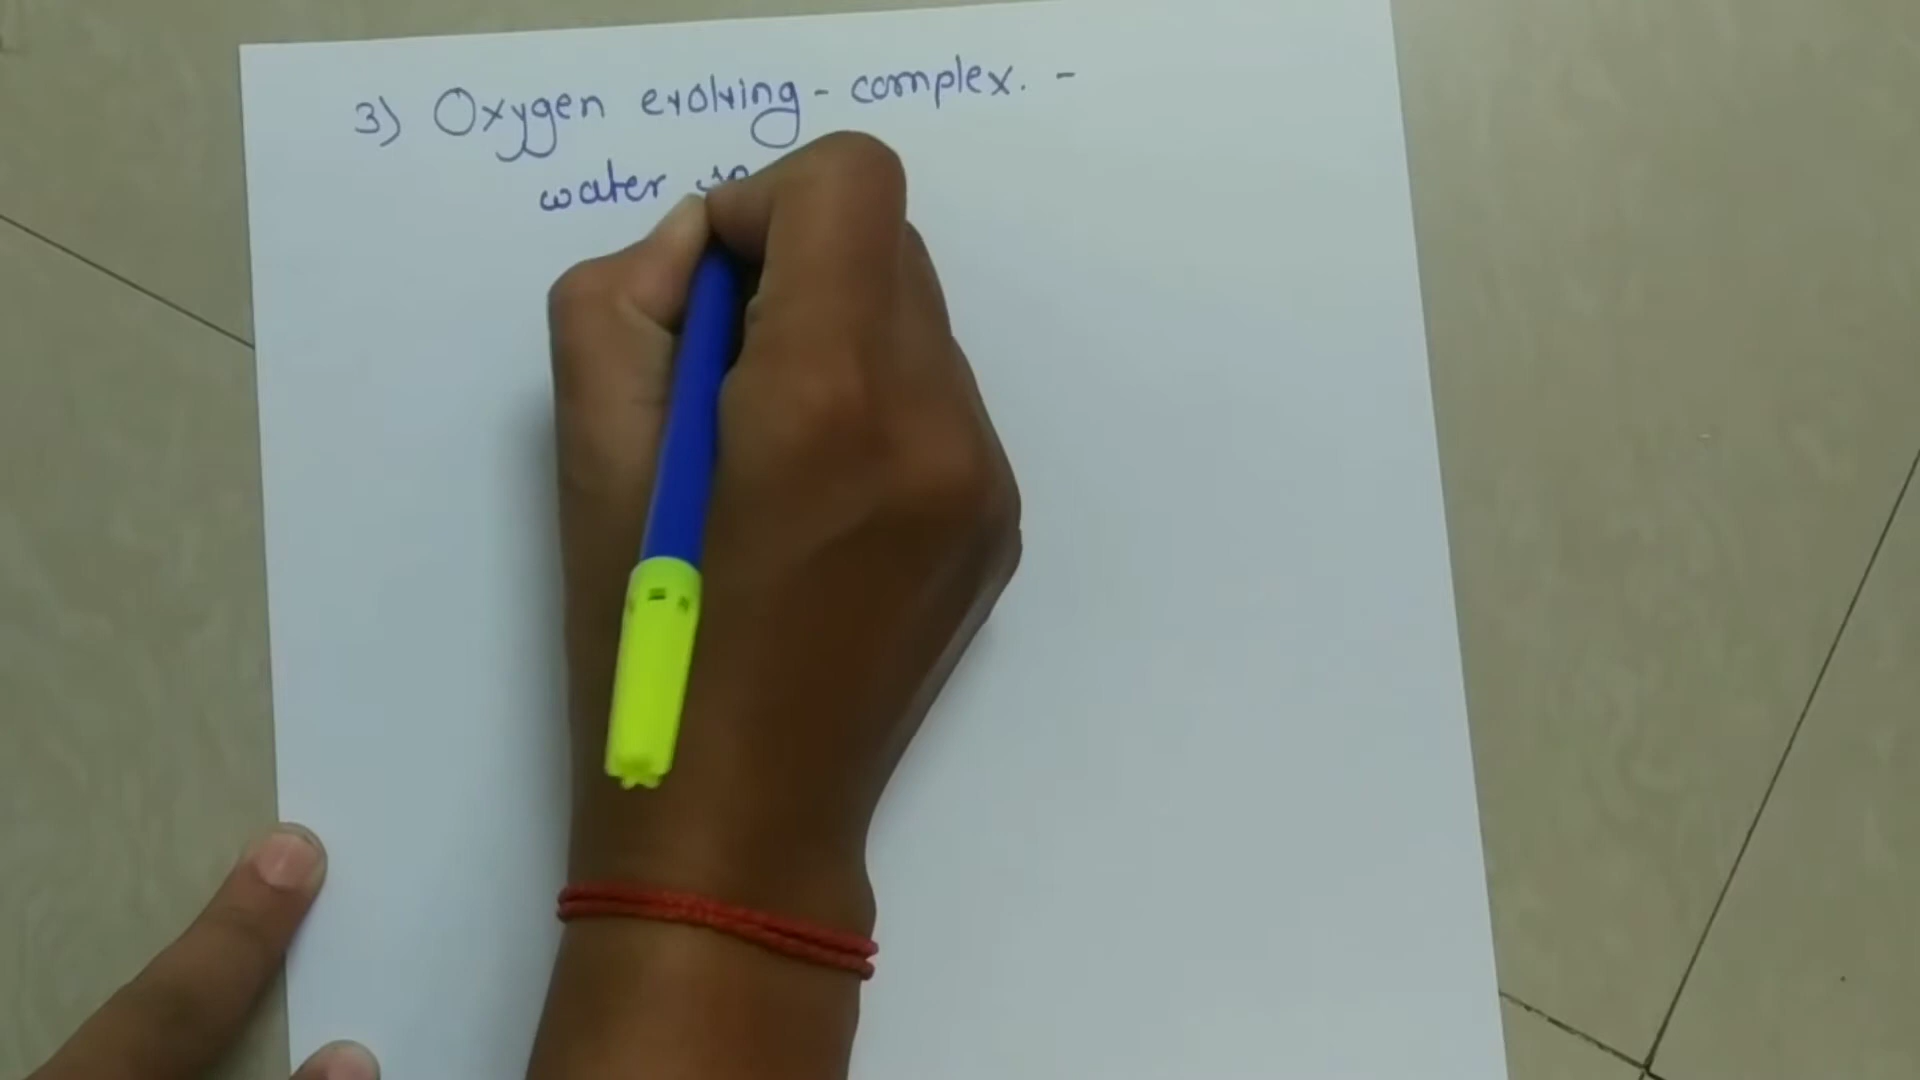 3) Oxygen evolving - complex. -
water